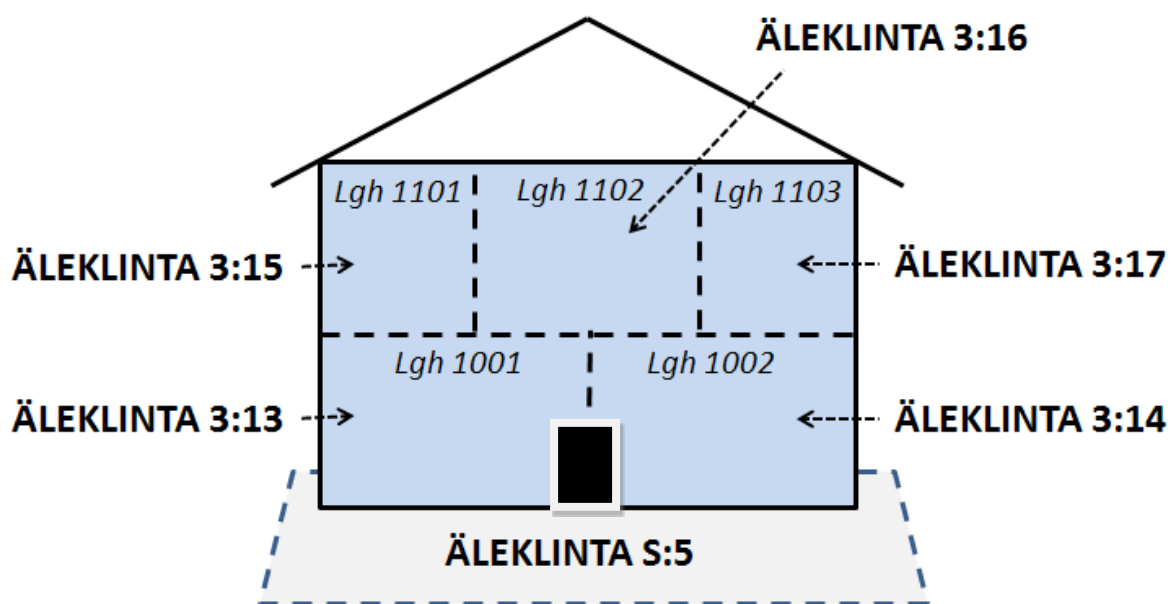 ÄLEKLINTA 3:16
Lgh 1101
Lgh 1102
Lgh 1103
ÄLEKLINTA 3:15
ÄLEKLINTA 3:17
Lgh 1001
Lgh 1002
ÄLEKLINTA 3:13
ÄLEKLINTA 3:14
ÄLEKLINTA S:5